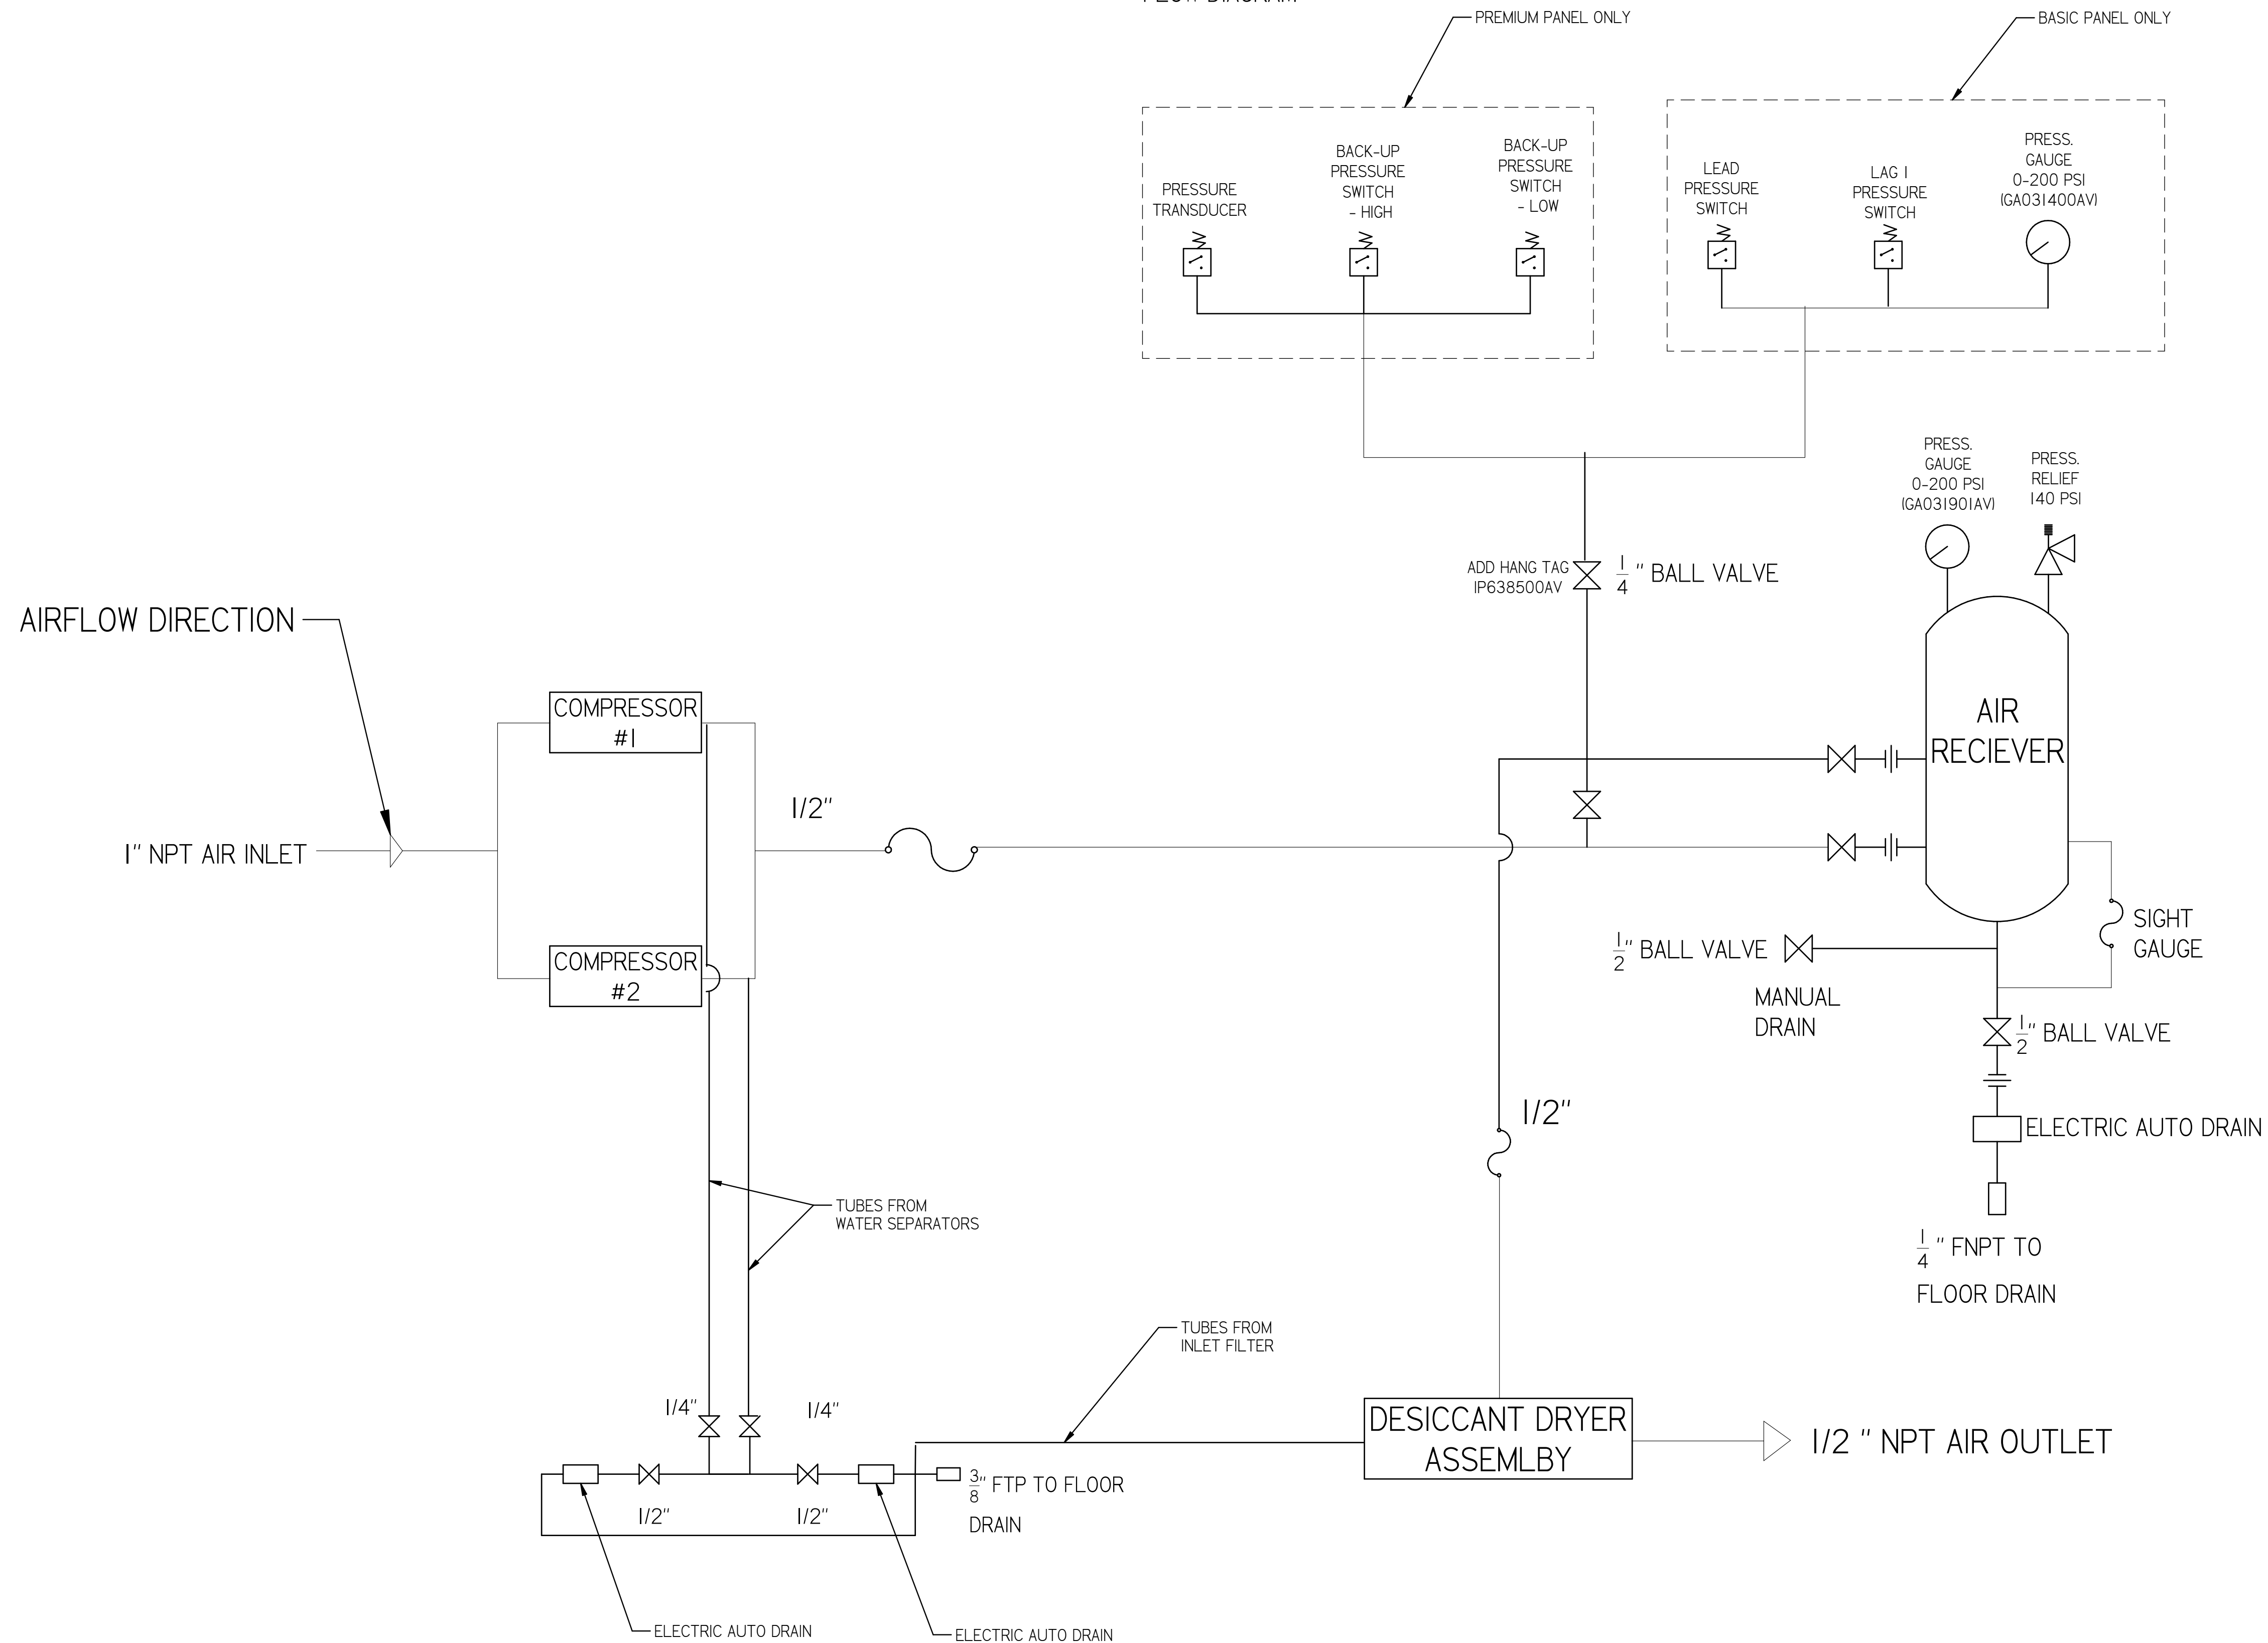 FLOW DIAGRAM
PREMIUM PANEL ONLY
BASIC PANEL ONLY
PRESSURE
TRANSDUCER
BACK-UP
PRESSURE
SWITCH
- HIGH
BACK-UP
PRESSURE
SWITCH
- LOW
LEAD
PRESSURE
SWITCH
LAG 1
PRESSURE
SWITCH
PRESS.
GAUGE
0-200 PSI
(GA031400AV)
PRESS.
GAUGE
0-200 PSI
(GA031901AV)
PRESS.
RELIEF
140 PSI
ADD HANG TAG
IP638500AV
1/4 " BALL VALVE
AIRFLOW DIRECTION
1" NPT AIR INLET
COMPRESSOR
#1
COMPRESSOR
#2
1/2"
AIR
RECIEVER
SIGHT
GAUGE
1/2" BALL VALVE
MANUAL
DRAIN
1/2" BALL VALVE
ELECTRIC AUTO DRAIN
1/4 " FNPT TO
FLOOR DRAIN
1/2"
TUBES FROM
WATER SEPARATORS
TUBES FROM
INLET FILTER
1/4"
1/4"
1/2"
1/2"
3/8" FTP TO FLOOR
DRAIN
DESICCANT DRYER
ASSEMLBY
1/2 " NPT AIR OUTLET
ELECTRIC AUTO DRAIN
ELECTRIC AUTO DRAIN